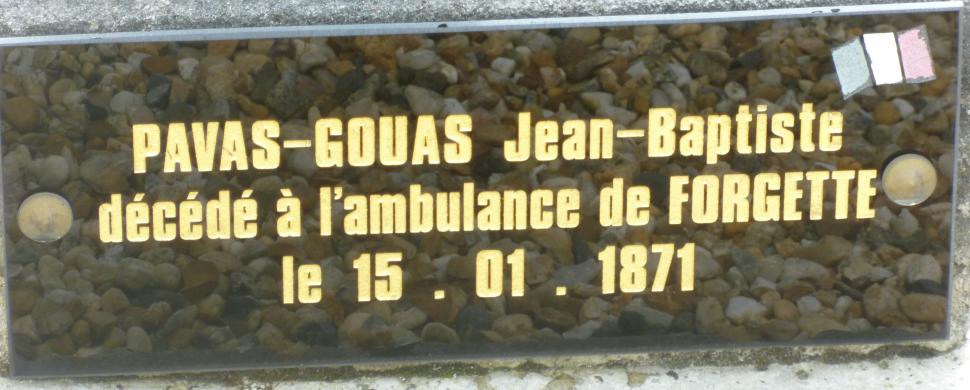 PAVAS-GOUAS Jean-Baptiste
décédé à l'ambulance de FORGETTE
le 15 . 01 . 1871